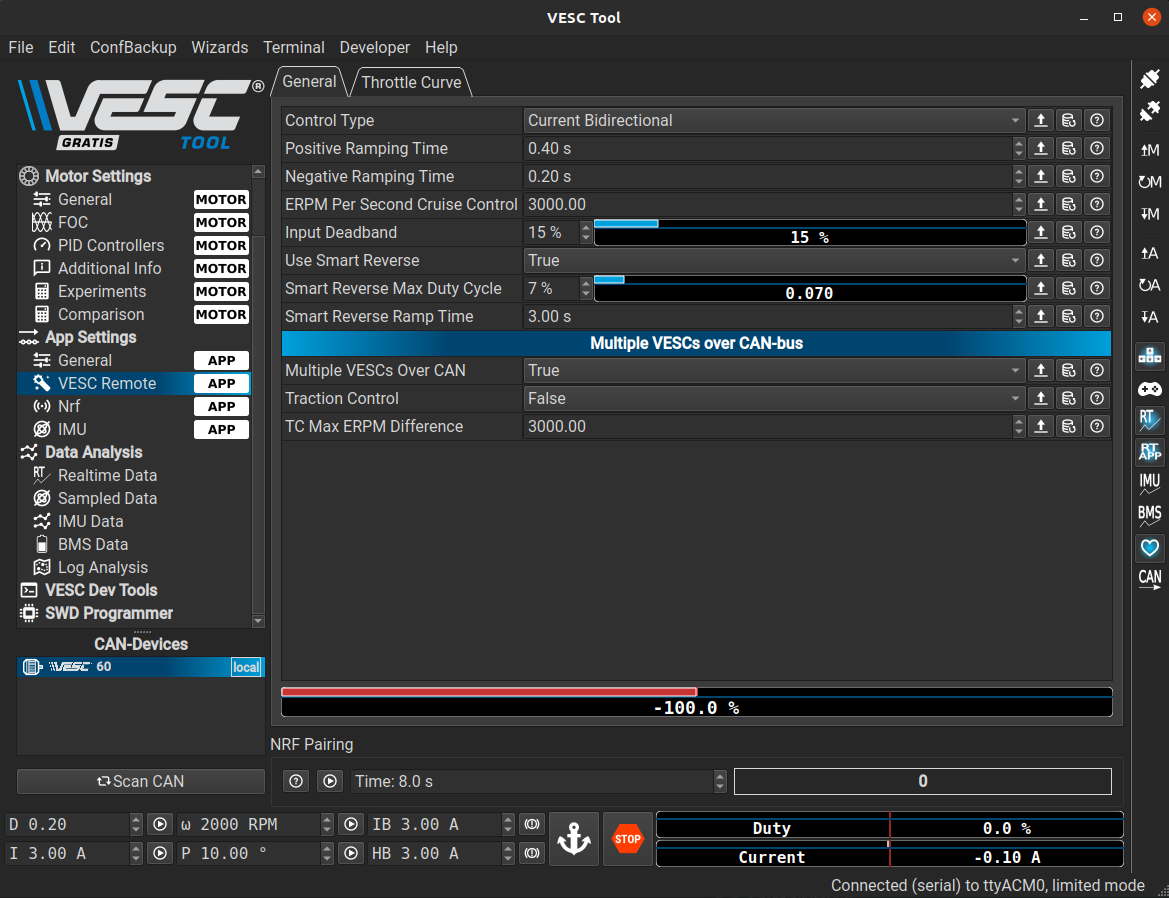 VESC Tool
File Edit ConfBackup Wizards Terminal Developer Help
VESC®
GRATIS TOOL
Motor Settings
General MOTOR
FOC MOTOR
PID Controllers MOTOR
Additional Info MOTOR
Experiments MOTOR
Comparison MOTOR
App Settings
General APP
VESC Remote APP
Nrf APP
IMU APP
Data Analysis
RT Realtime Data
Sampled Data
IMU Data
BMS Data
Log Analysis
VESC Dev Tools
SWD Programmer
CAN-Devices
VESC 60 local
Scan CAN
General Throttle Curve
Control Type Current Bidirectional
Positive Ramping Time 0.40 s
Negative Ramping Time 0.20 s
ERPM Per Second Cruise Control 3000.00
Input Deadband 15 % 15 %
Use Smart Reverse True
Smart Reverse Max Duty Cycle 7 % 0.070
Smart Reverse Ramp Time 3.00 s
Multiple VESCs over CAN-bus
Multiple VESCs Over CAN True
Traction Control False
TC Max ERPM Difference 3000.00
-100.0 %
NRF Pairing
Time: 8.0 s 0
M
M
M
A
A
A
RT
RT
APP
IMU
BMS
CAN
D 0.20 ω 2000 RPM IB 3.00 A
I 3.00 A P 10.00 ° HB 3.00 A
STOP
Duty 0.0 %
Current -0.10 A
Connected (serial) to ttyACM0, limited mode